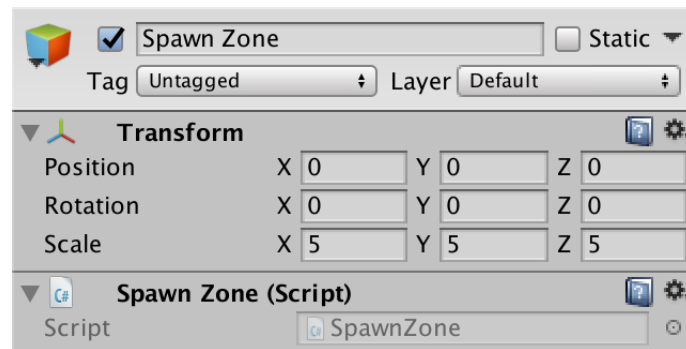 Spawn Zone Static
Tag Untagged Layer Default
Transform
Position X 0 Y 0 Z 0
Rotation X 0 Y 0 Z 0
Scale X 5 Y 5 Z 5
C# Spawn Zone (Script)
Script SpawnZone